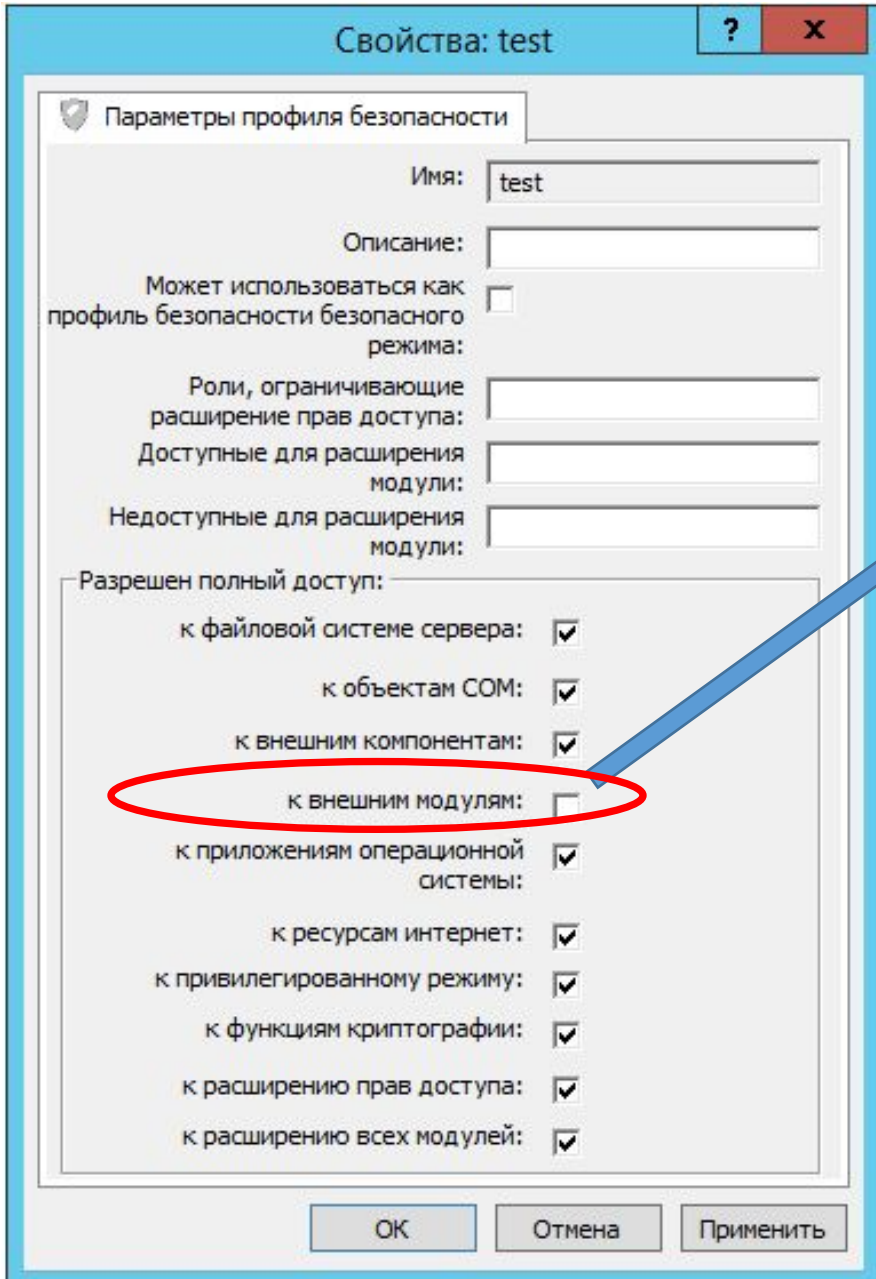 Свойства: test
?
x
Параметры профиля безопасности
Имя:
test
Описание:
Может использоваться как
профиль безопасности безопасного
режима:
Роли, ограничивающие
расширение прав доступа:
Доступные для расширения
модули:
Недоступные для расширения
модули:
Разрешен полный доступ:
к файловой системе сервера:
к объектам COM:
к внешним компонентам:
к внешним модулям:
к приложениям операционной
системы:
к ресурсам интернет:
к привилегированному режиму:
к функциям криптографии:
к расширению прав доступа:
к расширению всех модулей:
ОК
Отмена
Применить